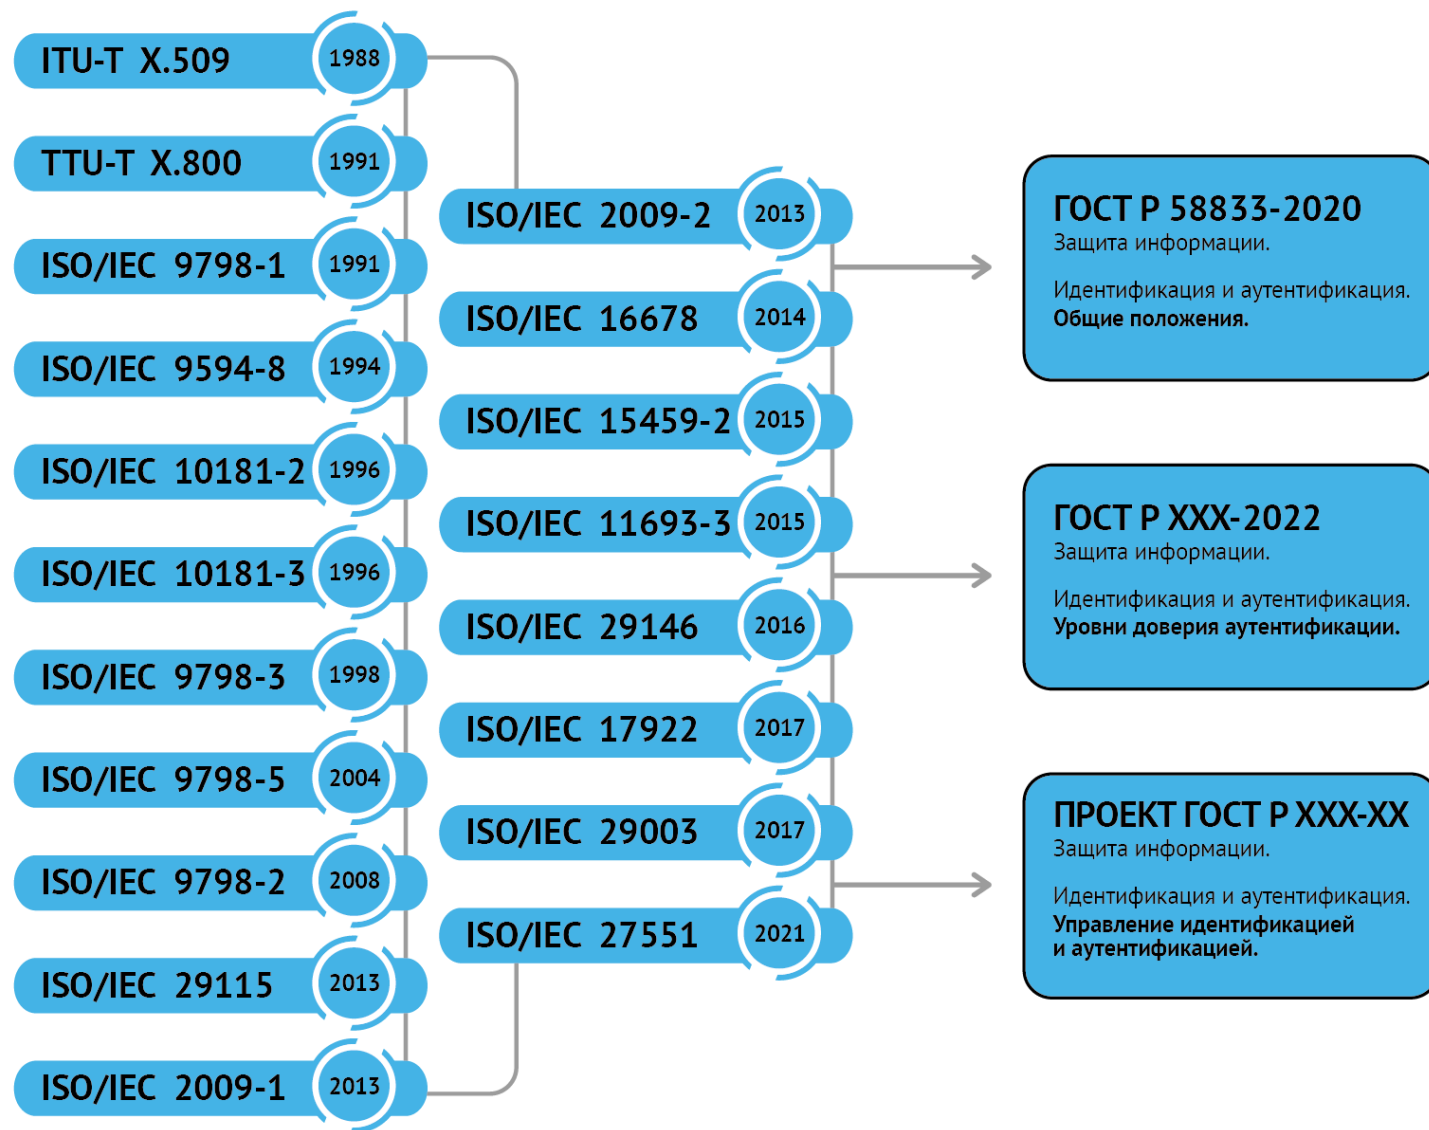 ITU-T X.509 1988
TTU-T X.800 1991
ISO/IEC 9798-1 1991
ISO/IEC 9594-8 1994
ISO/IEC 10181-2 1996
ISO/IEC 10181-3 1996
ISO/IEC 9798-3 1998
ISO/IEC 9798-5 2004
ISO/IEC 9798-2 2008
ISO/IEC 29115 2013
ISO/IEC 2009-1 2013
ISO/IEC 2009-2 2013
ISO/IEC 16678 2014
ISO/IEC 15459-2 2015
ISO/IEC 11693-3 2015
ISO/IEC 29146 2016
ISO/IEC 17922 2017
ISO/IEC 29003 2017
ISO/IEC 27551 2021
ГОСТ Р 58833-2020
Защита информации.
Идентификация и аутентификация.
Общие положения.
ГОСТ Р XXX-2022
Защита информации.
Идентификация и аутентификация.
Уровни доверия аутентификации.
ПРОЕКТ ГОСТ Р XXX-XX
Защита информации.
Идентификация и аутентификация.
Управление идентификацией
и аутентификацией.